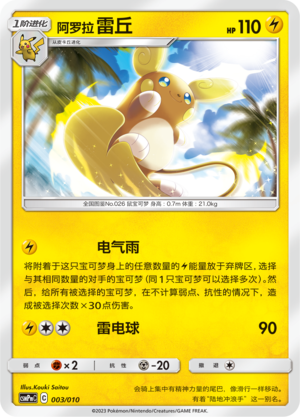 1阶进化
阿罗拉 雷丘
HP 110
从皮卡丘进化
全国图鉴No.026 鼠宝可梦 身高：0.7m 体重：21.0kg
电气雨
将附着于这只宝可梦身上的任意数量的能量放于弃牌区，选择
与其相同数量的对手的宝可梦（同1只宝可梦可以选择多次）。然
后，给所有被选择的宝可梦，在不计算弱点、抗性的情况下，造
成被选择次数×30点伤害。
雷电球 90
弱点 ×2 抗性 -20 撤退
Illus.Kouki Saitou
C
003/010
会骑上集中有精神力量的尾巴，像滑行一样移动。
有“陆地冲浪手”这一别名。
©2023 Pokémon/Nintendo/Creatures/GAME FREAK.